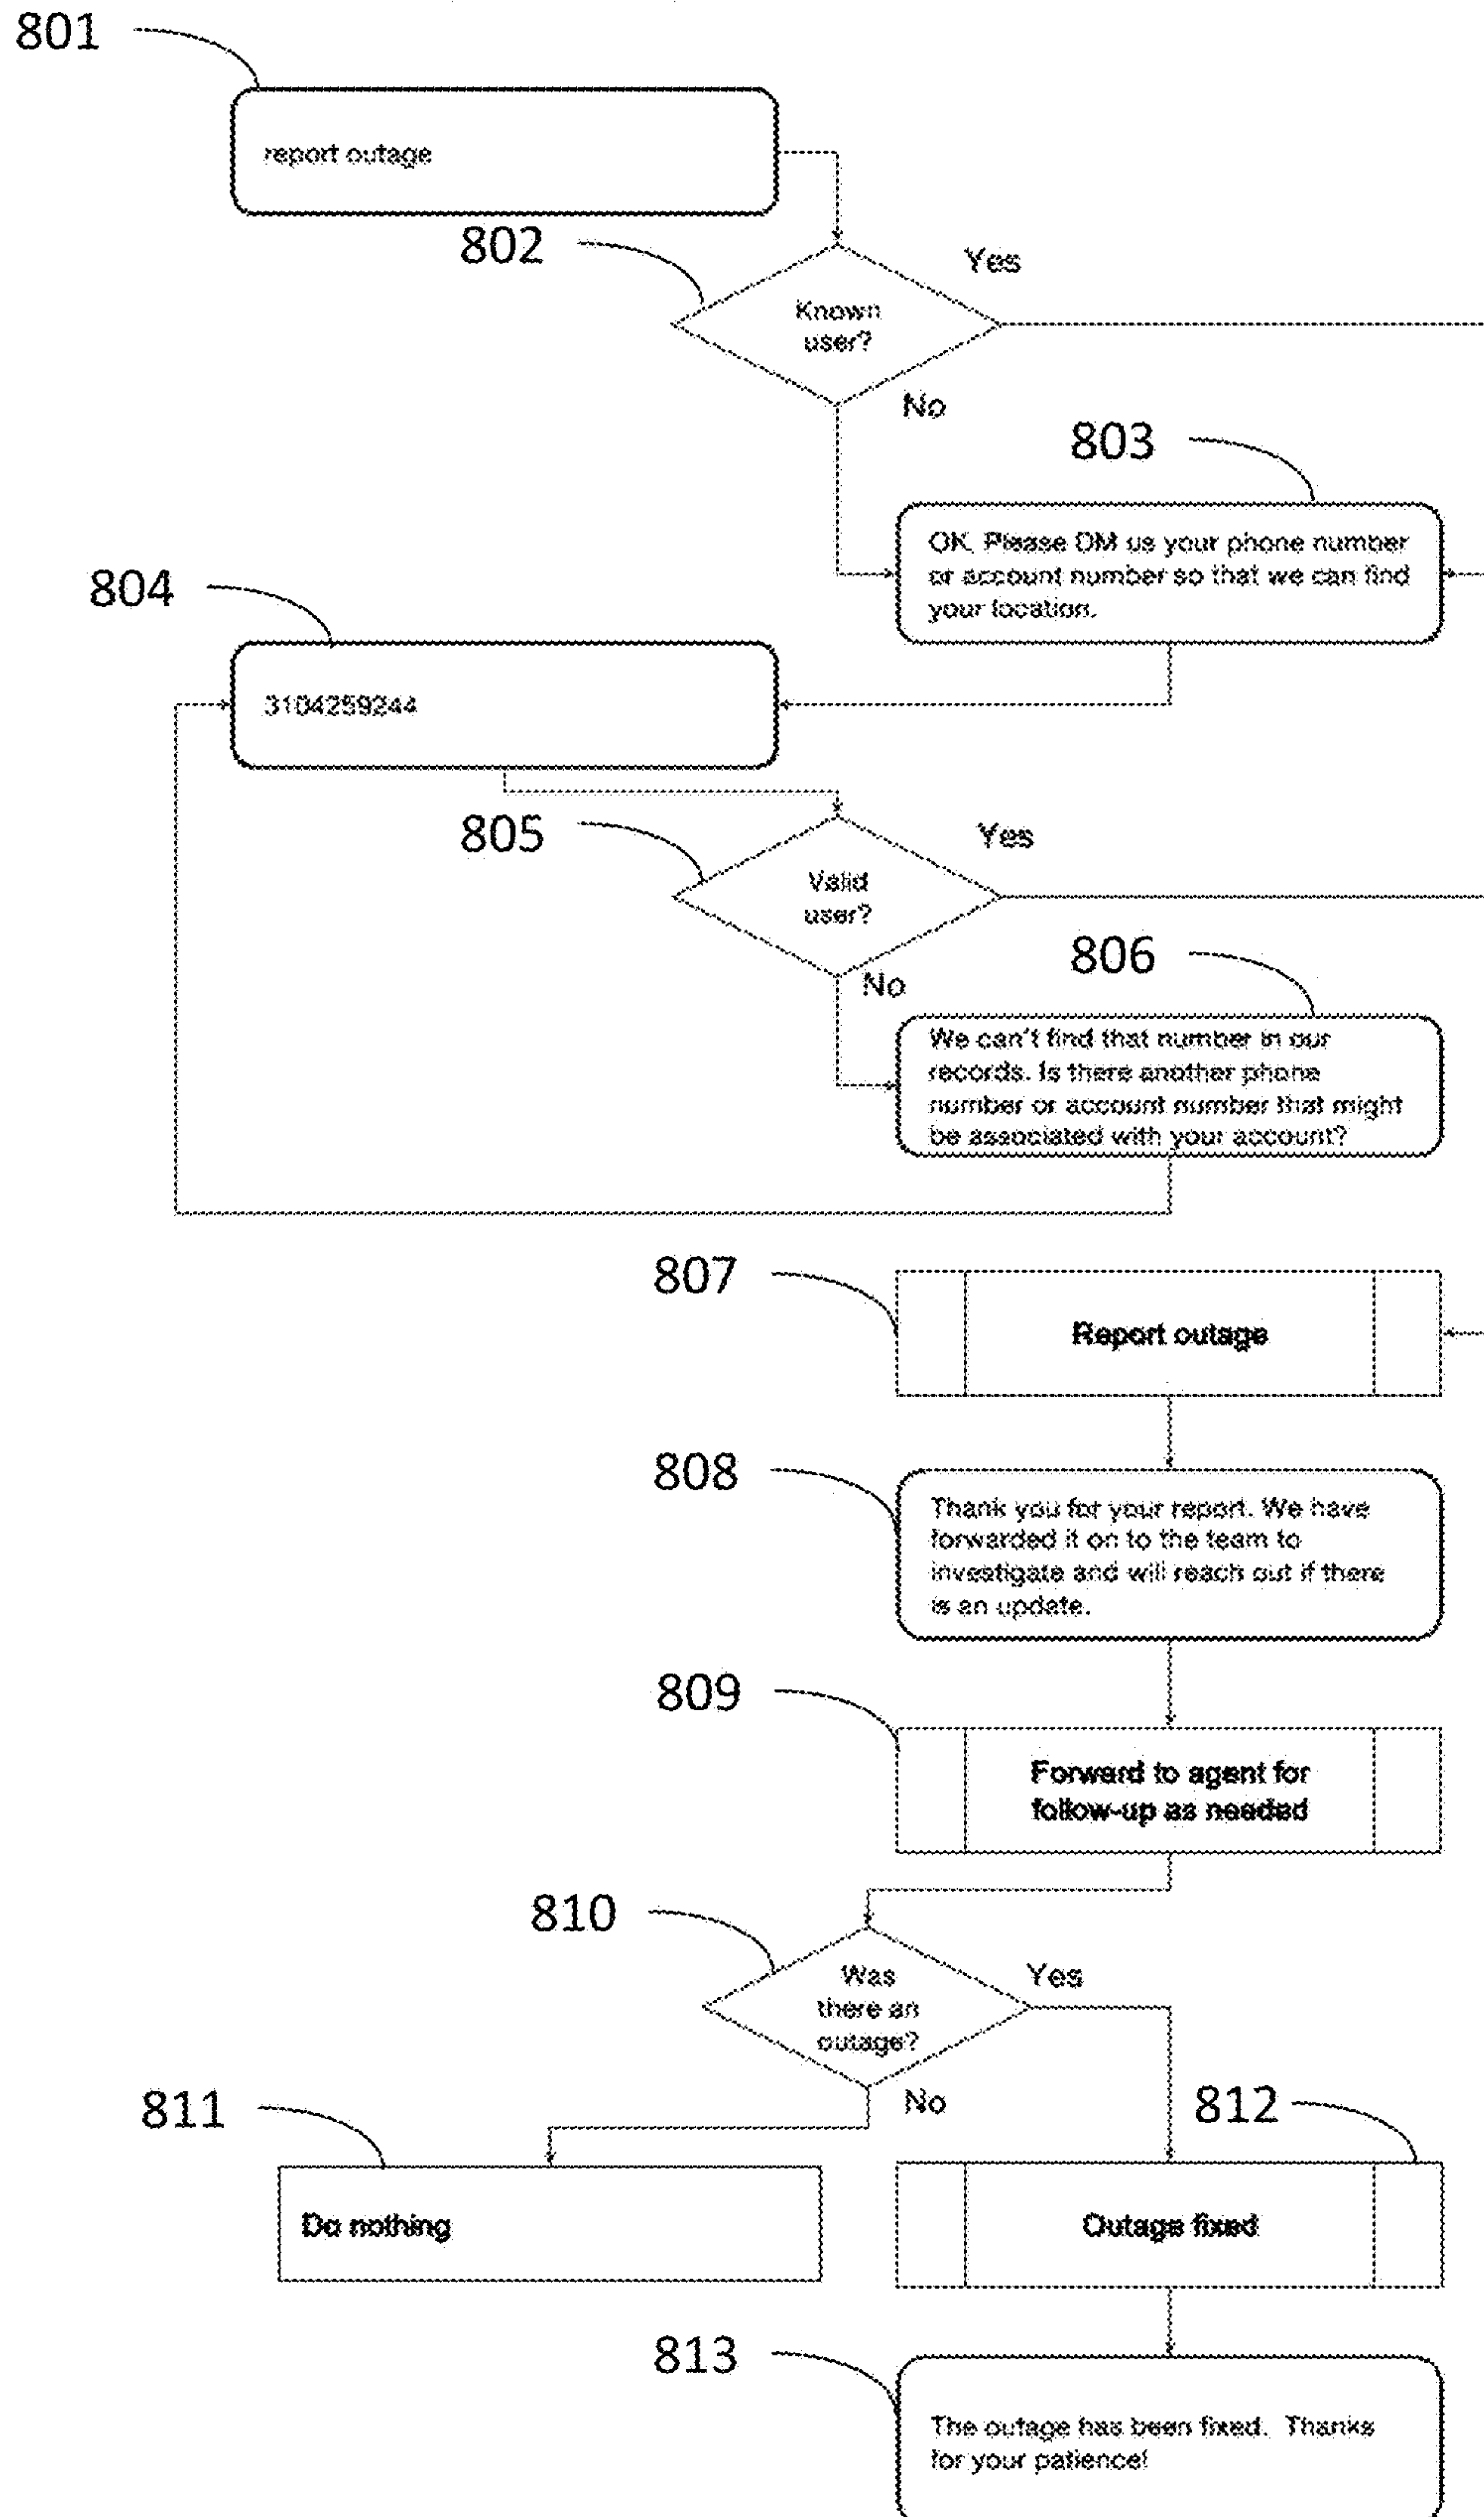 801
report outage
802
Yes
Known
user?
No
803
OK. Please DM us your phone number
or account number so that we can find
your location.
804
3104259244
805
Yes
Valid
user?
No
806
We can't find that number in our
records. Is there another phone
number or account number that might
be associated with your account?
807
Report outage
808
Thank you for your report. We have
forwarded it on to the team to
investigate and will reach out if there
is an update.
809
Forward to agent for
follow-up as needed
810
Was
there an
outage?
Yes
No
811
812
Do nothing
Outage fixed
813
The outage has been fixed. Thanks
for your patience!